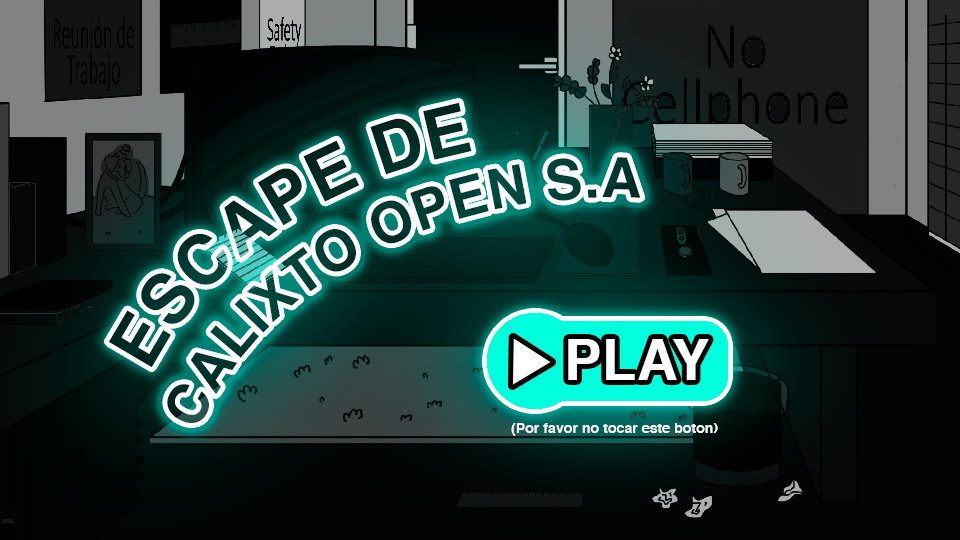 Reunión de
Trabajo
Safety
No
Cellphone
ESCAPE DE
CALIXTO OPEN S.A
PLAY
(Por favor no tocar este boton)